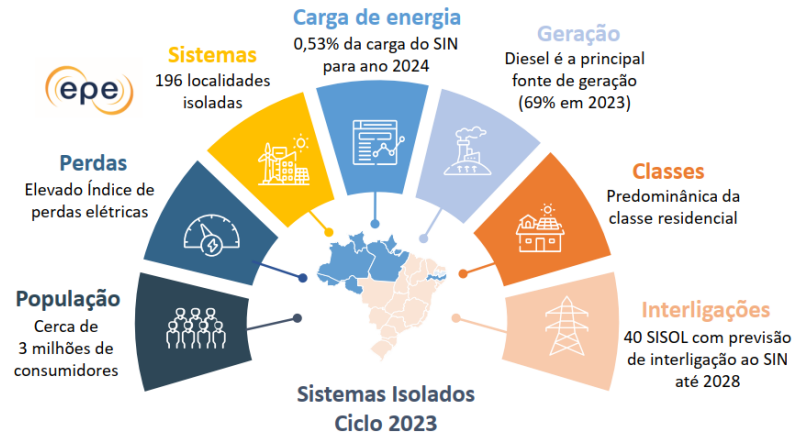 Carga de energia
0,53% da carga do SIN
para ano 2024
Sistemas
196 localidades
isoladas
Geração
Diesel é a principal
fonte de geração
(69% em 2023)
epe
Perdas
Elevado Índice de
perdas elétricas
Classes
Predominânica da
classe residencial
População
Cerca de
3 milhões de
consumidores
Interligações
40 SISOL com previsão
de interligação ao SIN
até 2028
Sistemas Isolados
Ciclo 2023